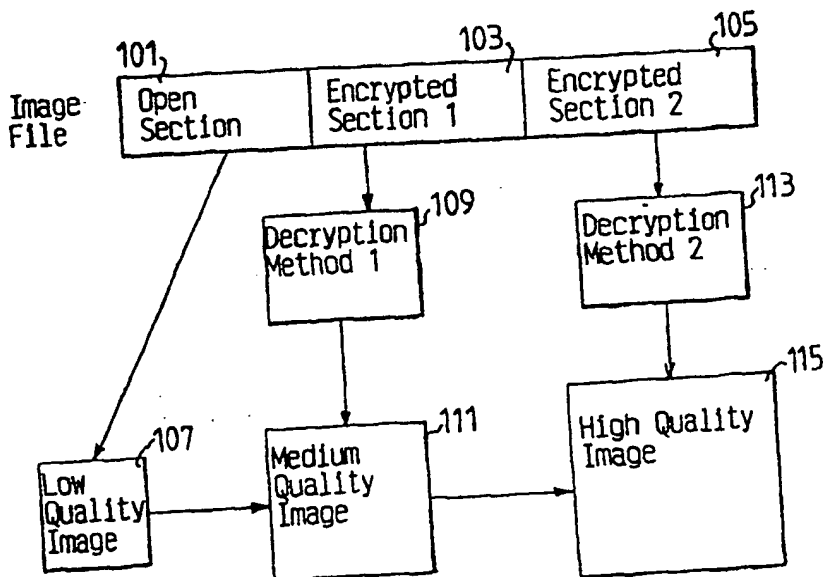 101
103
105
Image
File
Open
Section
Encrypted
Section 1
Encrypted
Section 2
109
113
Decryption
Method 1
Decryption
Method 2
107
111
115
Low
Quality
Image
Medium
Quality
Image
High Quality
Image